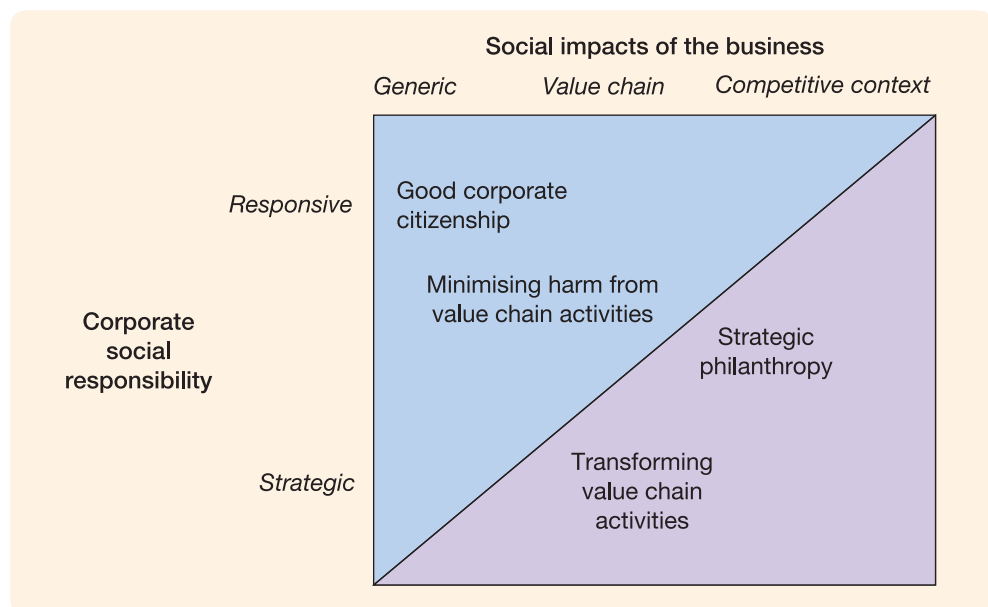 Social impacts of the business
Generic Value chain Competitive context
Responsive
Good corporate
citizenship
Minimising harm from
value chain activities
Corporate
social
responsibility
Strategic
philanthropy
Strategic
Transforming
value chain
activities